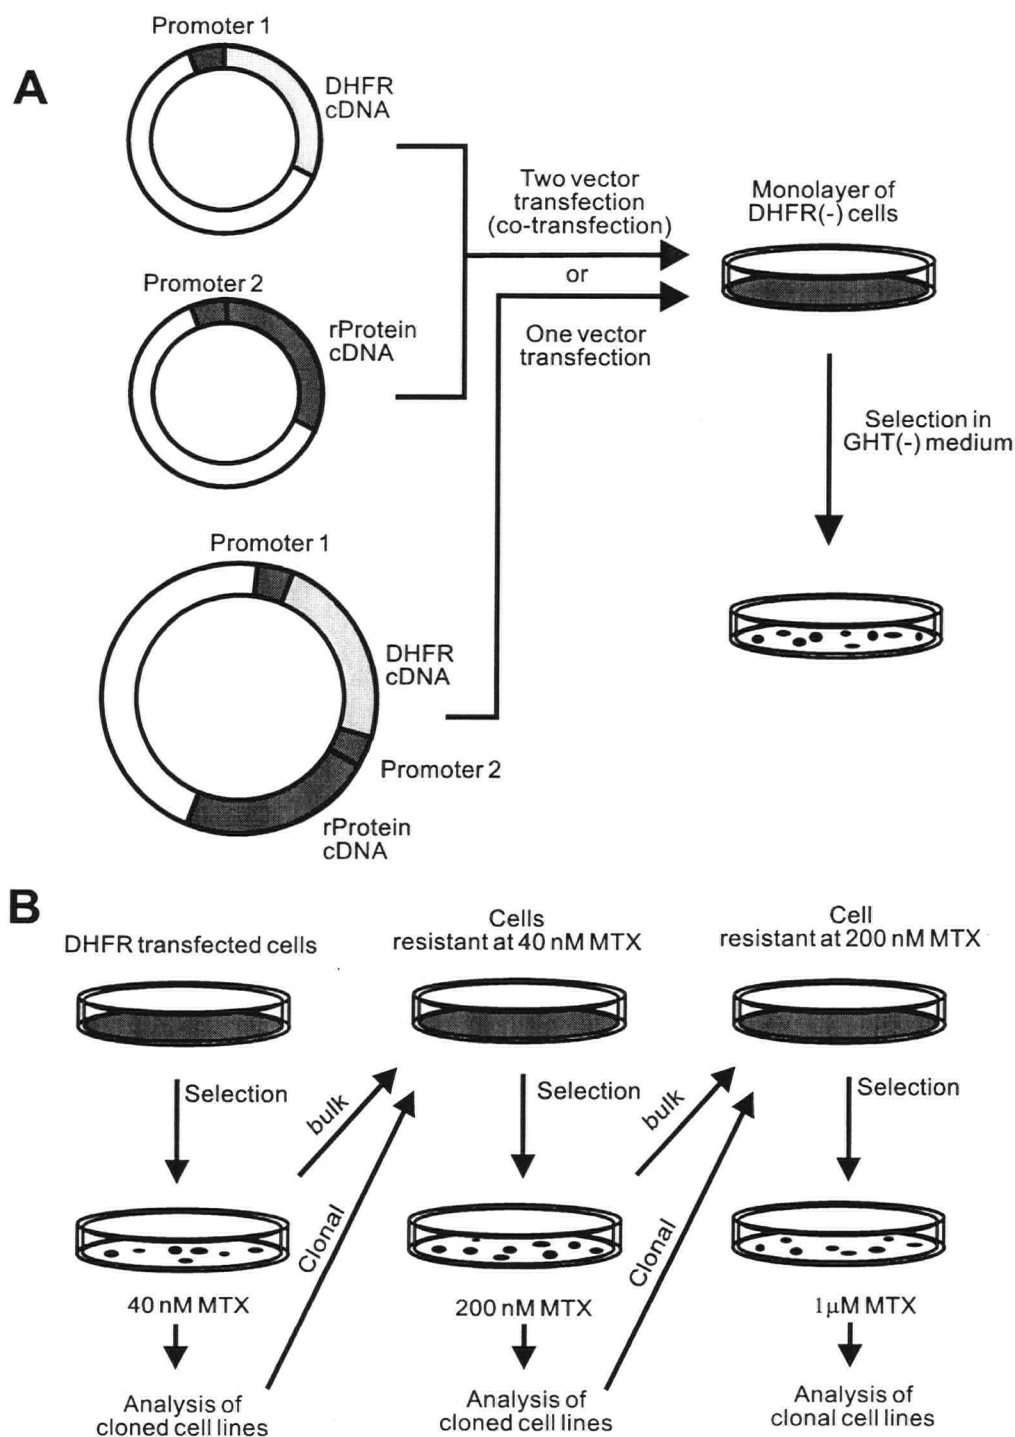 A
Promoter 1
DHFR
cDNA
Promoter 2
rProtein
cDNA
Promoter 1
DHFR
cDNA
Promoter 2
rProtein
cDNA
Two vector
transfection
(co-transfection)
or
One vector
transfection
Monolayer of
DHFR(-) cells
Selection in
GHT(-) medium
B
DHFR transfected cells
Selection
bulk
Clonal
40 nM MTX
Analysis of
cloned cell lines
Cells
resistant at 40 nM MTX
Selection
bulk
Clonal
200 nM MTX
Analysis of
cloned cell lines
Cell
resistant at 200 nM MTX
Selection
1μM MTX
Analysis of
clonal cell lines